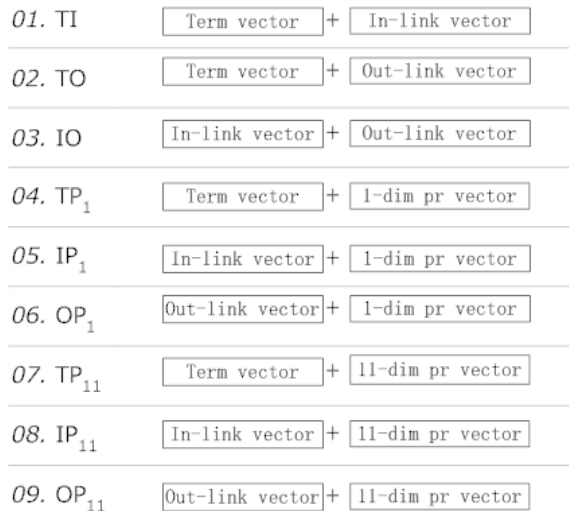 01. TI Term vector + In-link vector
02. TO Term vector + Out-link vector
03. IO In-link vector + Out-link vector
04. TP₁ Term vector + 1-dim pr vector
05. IP₁ In-link vector + 1-dim pr vector
06. OP₁ Out-link vector + 1-dim pr vector
07. TP₁₁ Term vector + 11-dim pr vector
08. IP₁₁ In-link vector + 11-dim pr vector
09. OP₁₁ Out-link vector + 11-dim pr vector